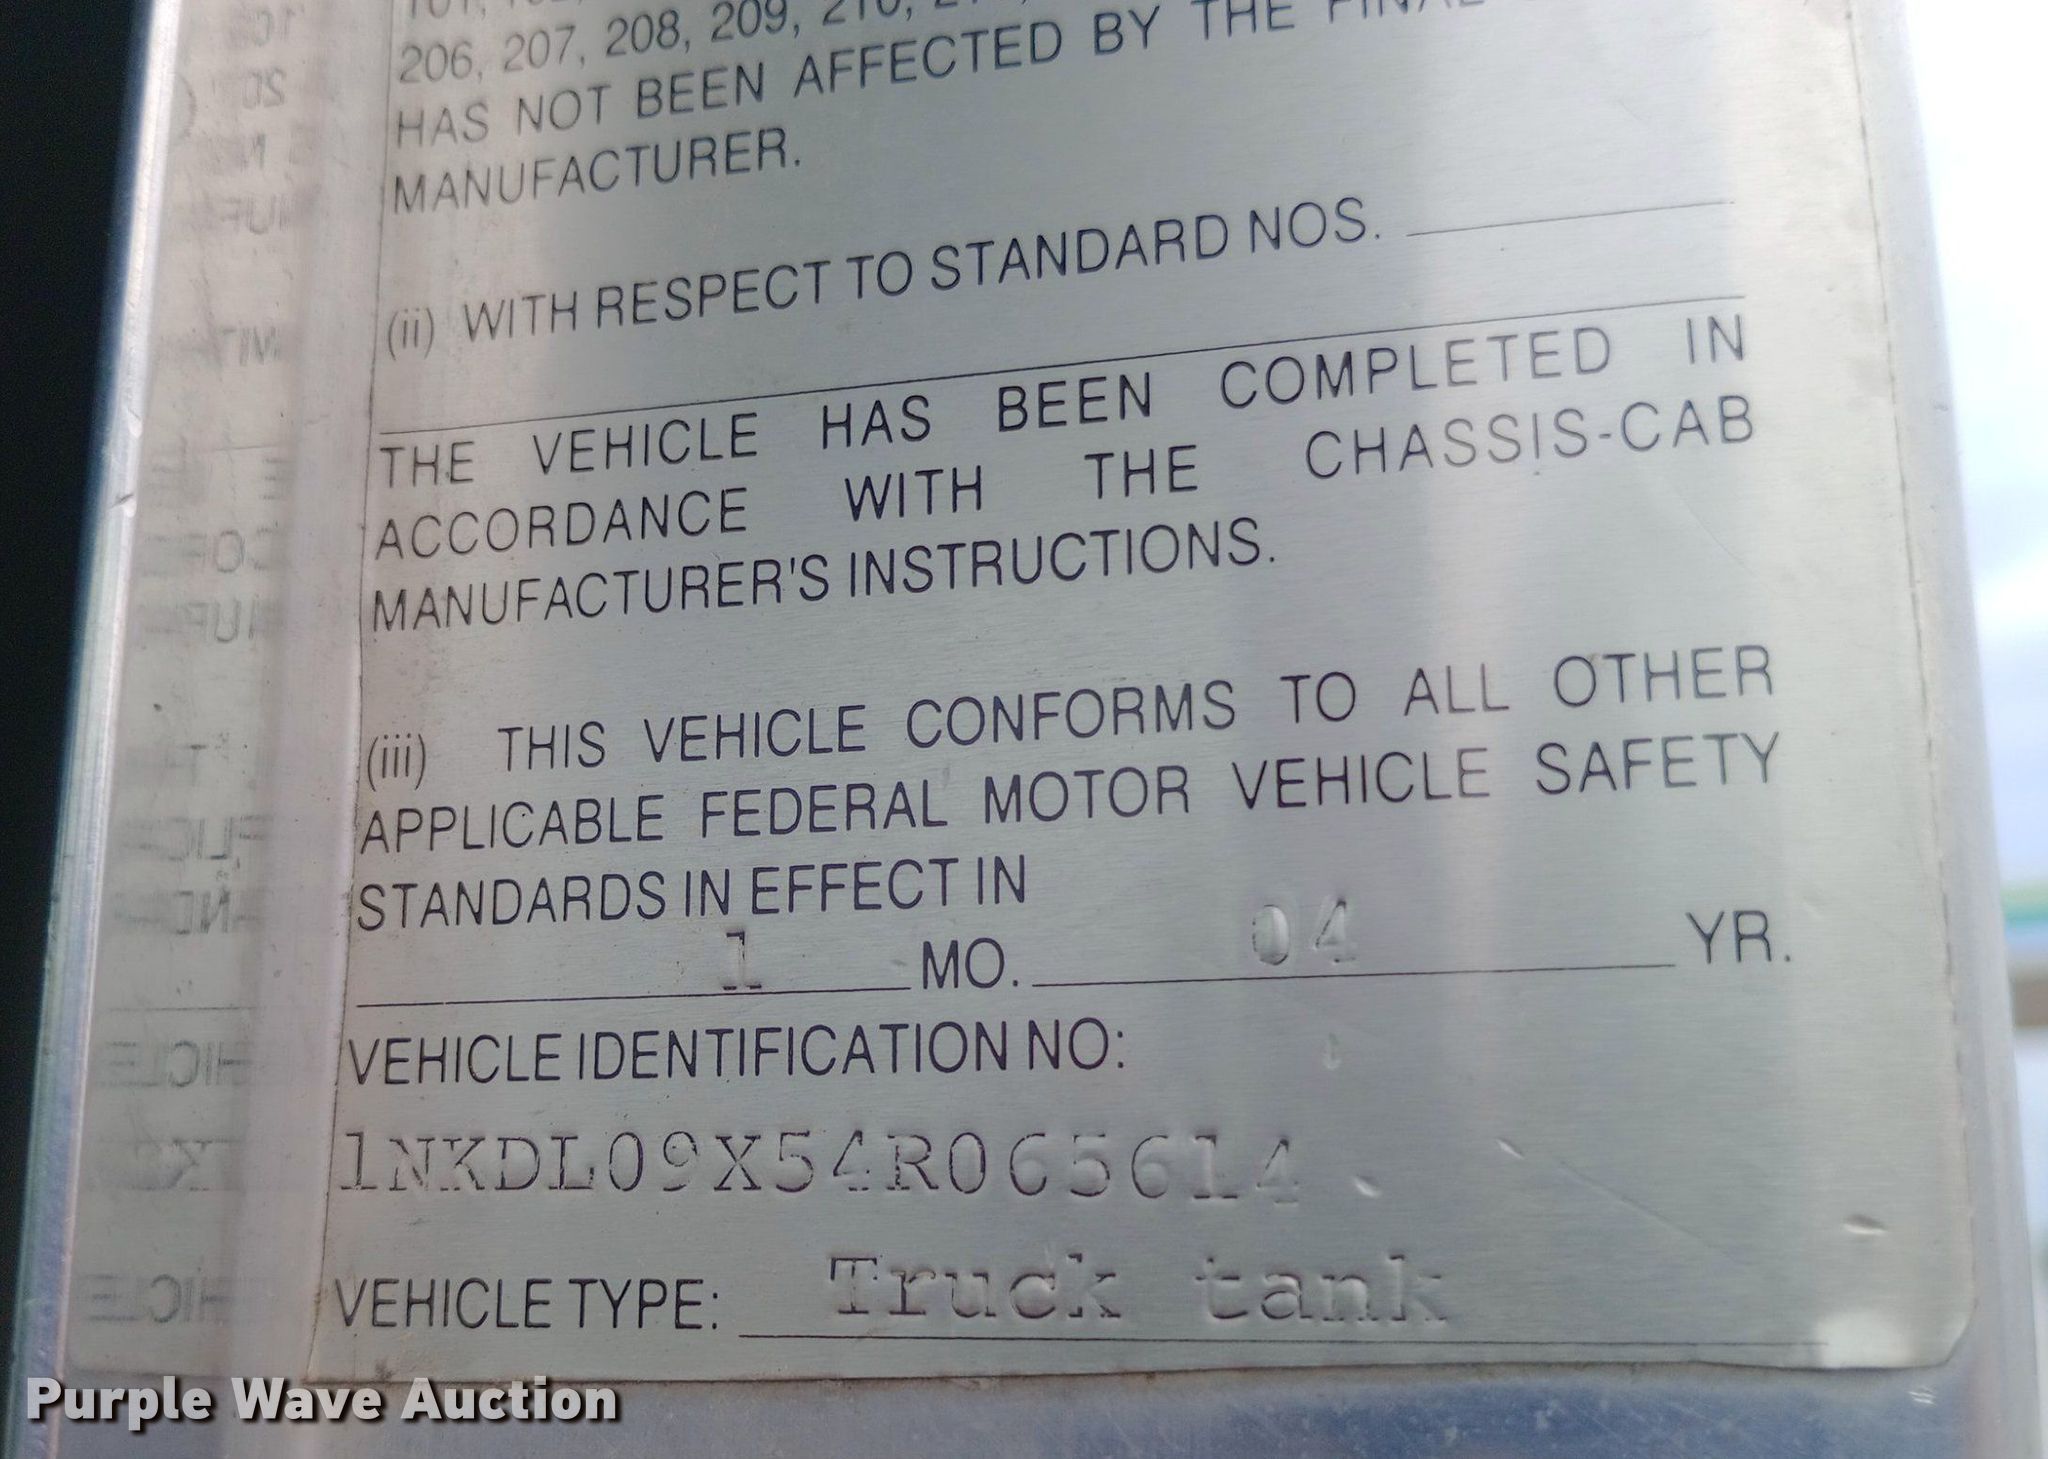 206, 207, 208, 209, 210,
HAS NOT BEEN AFFECTED BY THE FINAL
MANUFACTURER.
(ii) WITH RESPECT TO STANDARD NOS.
THE VEHICLE HAS BEEN COMPLETED IN
ACCORDANCE WITH THE CHASSIS-CAB
MANUFACTURER'S INSTRUCTIONS.
(iii) THIS VEHICLE CONFORMS TO ALL OTHER
APPLICABLE FEDERAL MOTOR VEHICLE SAFETY
STANDARDS IN EFFECT IN
1 MO. 04 YR.
VEHICLE IDENTIFICATION NO:
1NKDL09X54R065614
VEHICLE TYPE: Truck tank
Purple Wave Auction